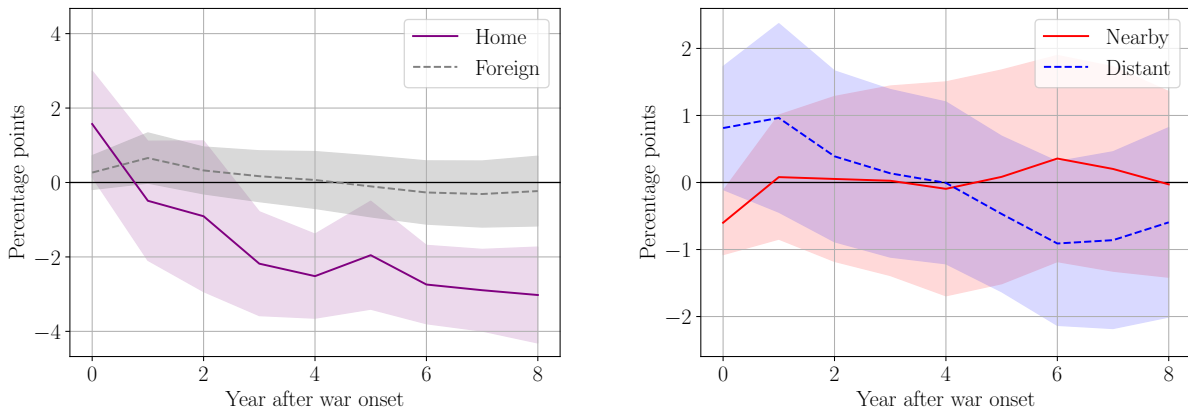 Percentage points
4
2
0
−2
−4
Home
Foreign
0 2 4 6 8
Year after war onset
Percentage points
2
1
0
−1
−2
Nearby
Distant
0 2 4 6 8
Year after war onset